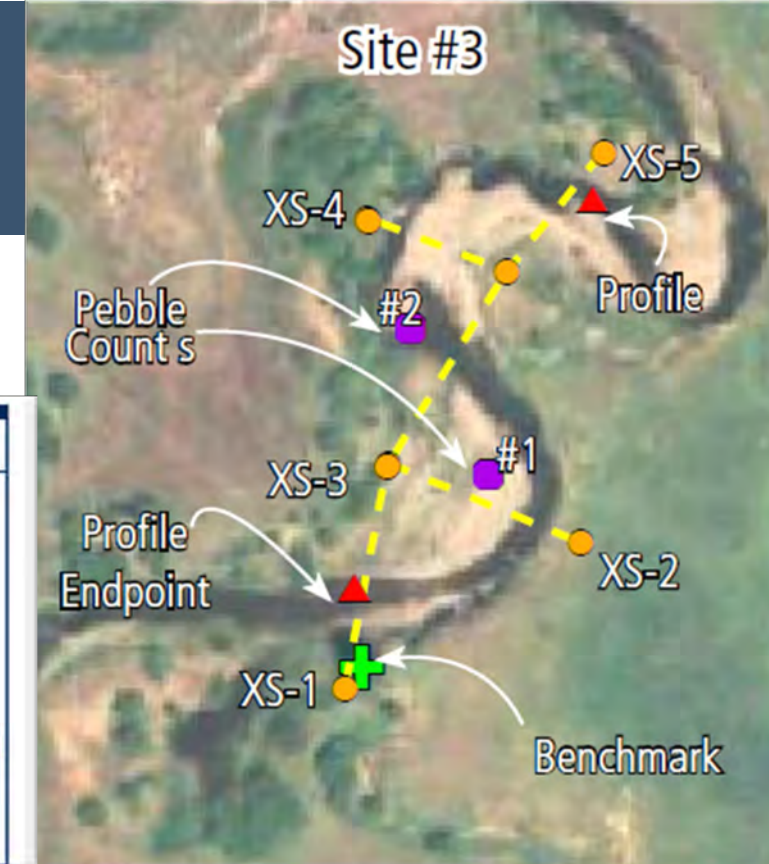 Site #3
XS-5
XS-4
Profile
#2
Pebble
Count s
#1
XS-3
Profile
Endpoint
XS-2
XS-1
Benchmark